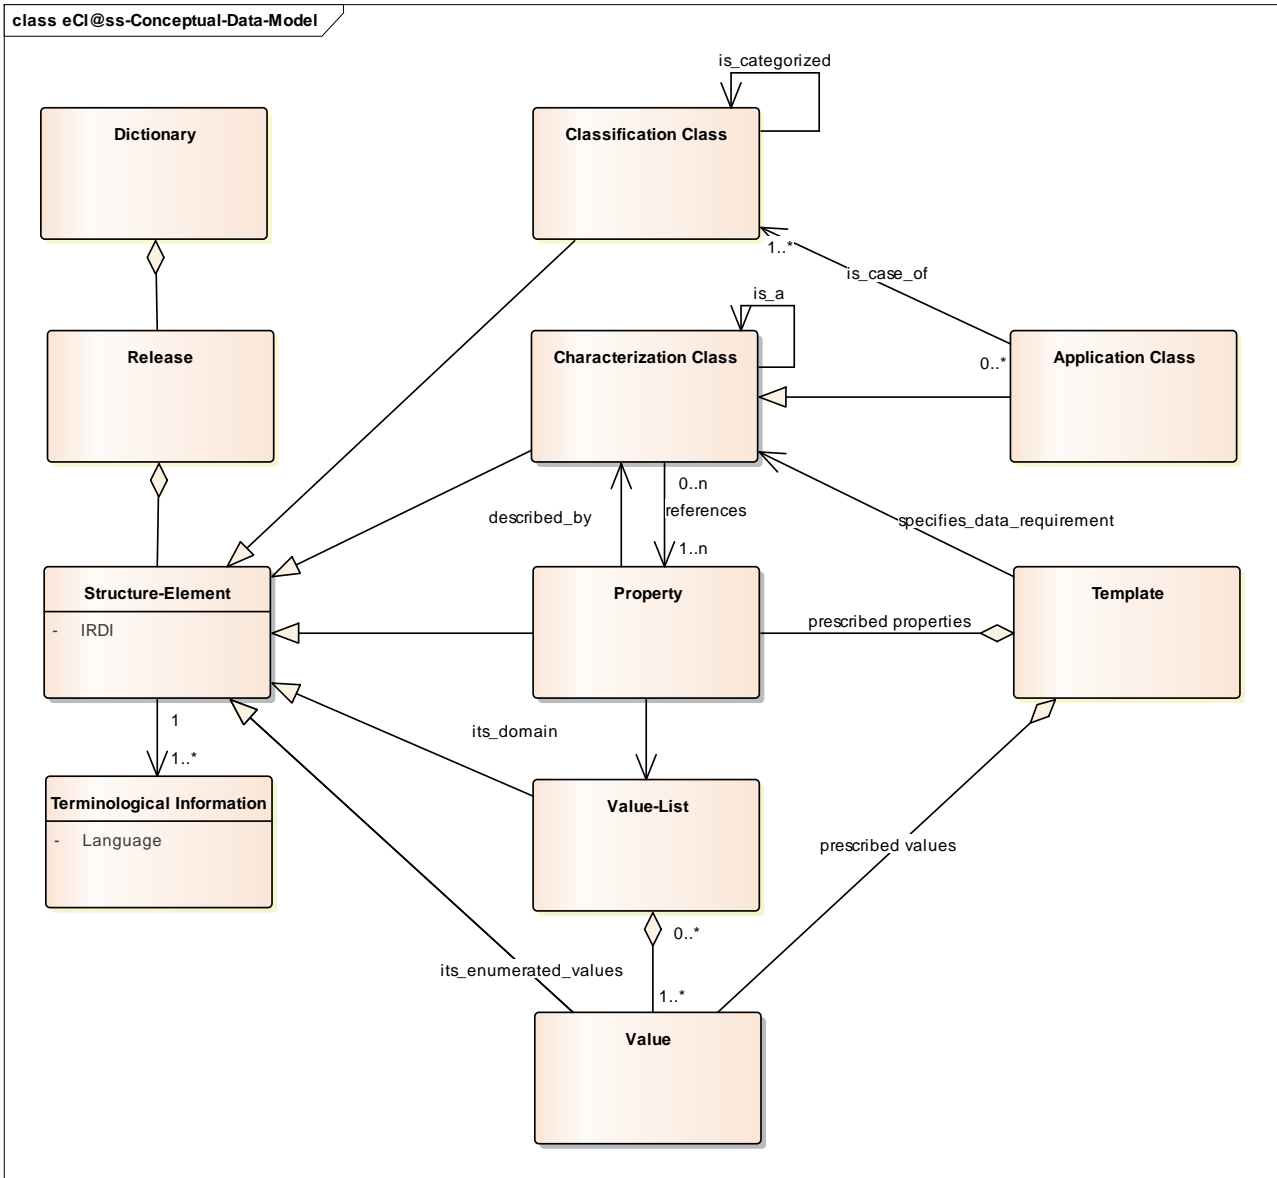 class eCl@ss-Conceptual-Data-Model
is_categorized
Dictionary
Classification Class
1..*
is_case_of
is_a
Release
Characterization Class
0..*
Application Class
0..n
described_by
references
specifies_data_requirement
1..n
Structure-Element
- IRDI
Property
prescribed properties
Template
1
1..*
its_domain
Terminological Information
- Language
Value-List
prescribed values
0..*
its_enumerated_values
1..*
Value